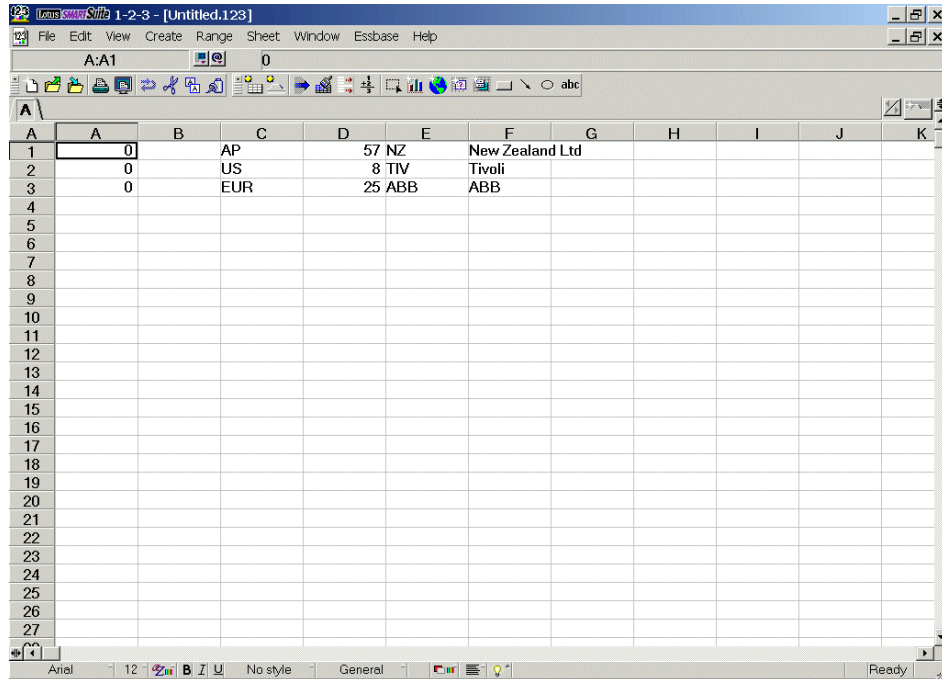 Lotus SMARTSuite 1-2-3 - [Untitled.123]
123 File Edit View Create Range Sheet Window Essbase Help
A:A1 @ 0
abc
A
A A B C D E F G H I J K
1 0 AP 57 NZ New Zealand Ltd
2 0 US 8 TIV Tivoli
3 0 EUR 25 ABB ABB
4
5
6
7
8
9
10
11
12
13
14
15
16
17
18
19
20
21
22
23
24
25
26
27
Arial 12 B I U No style General Ready